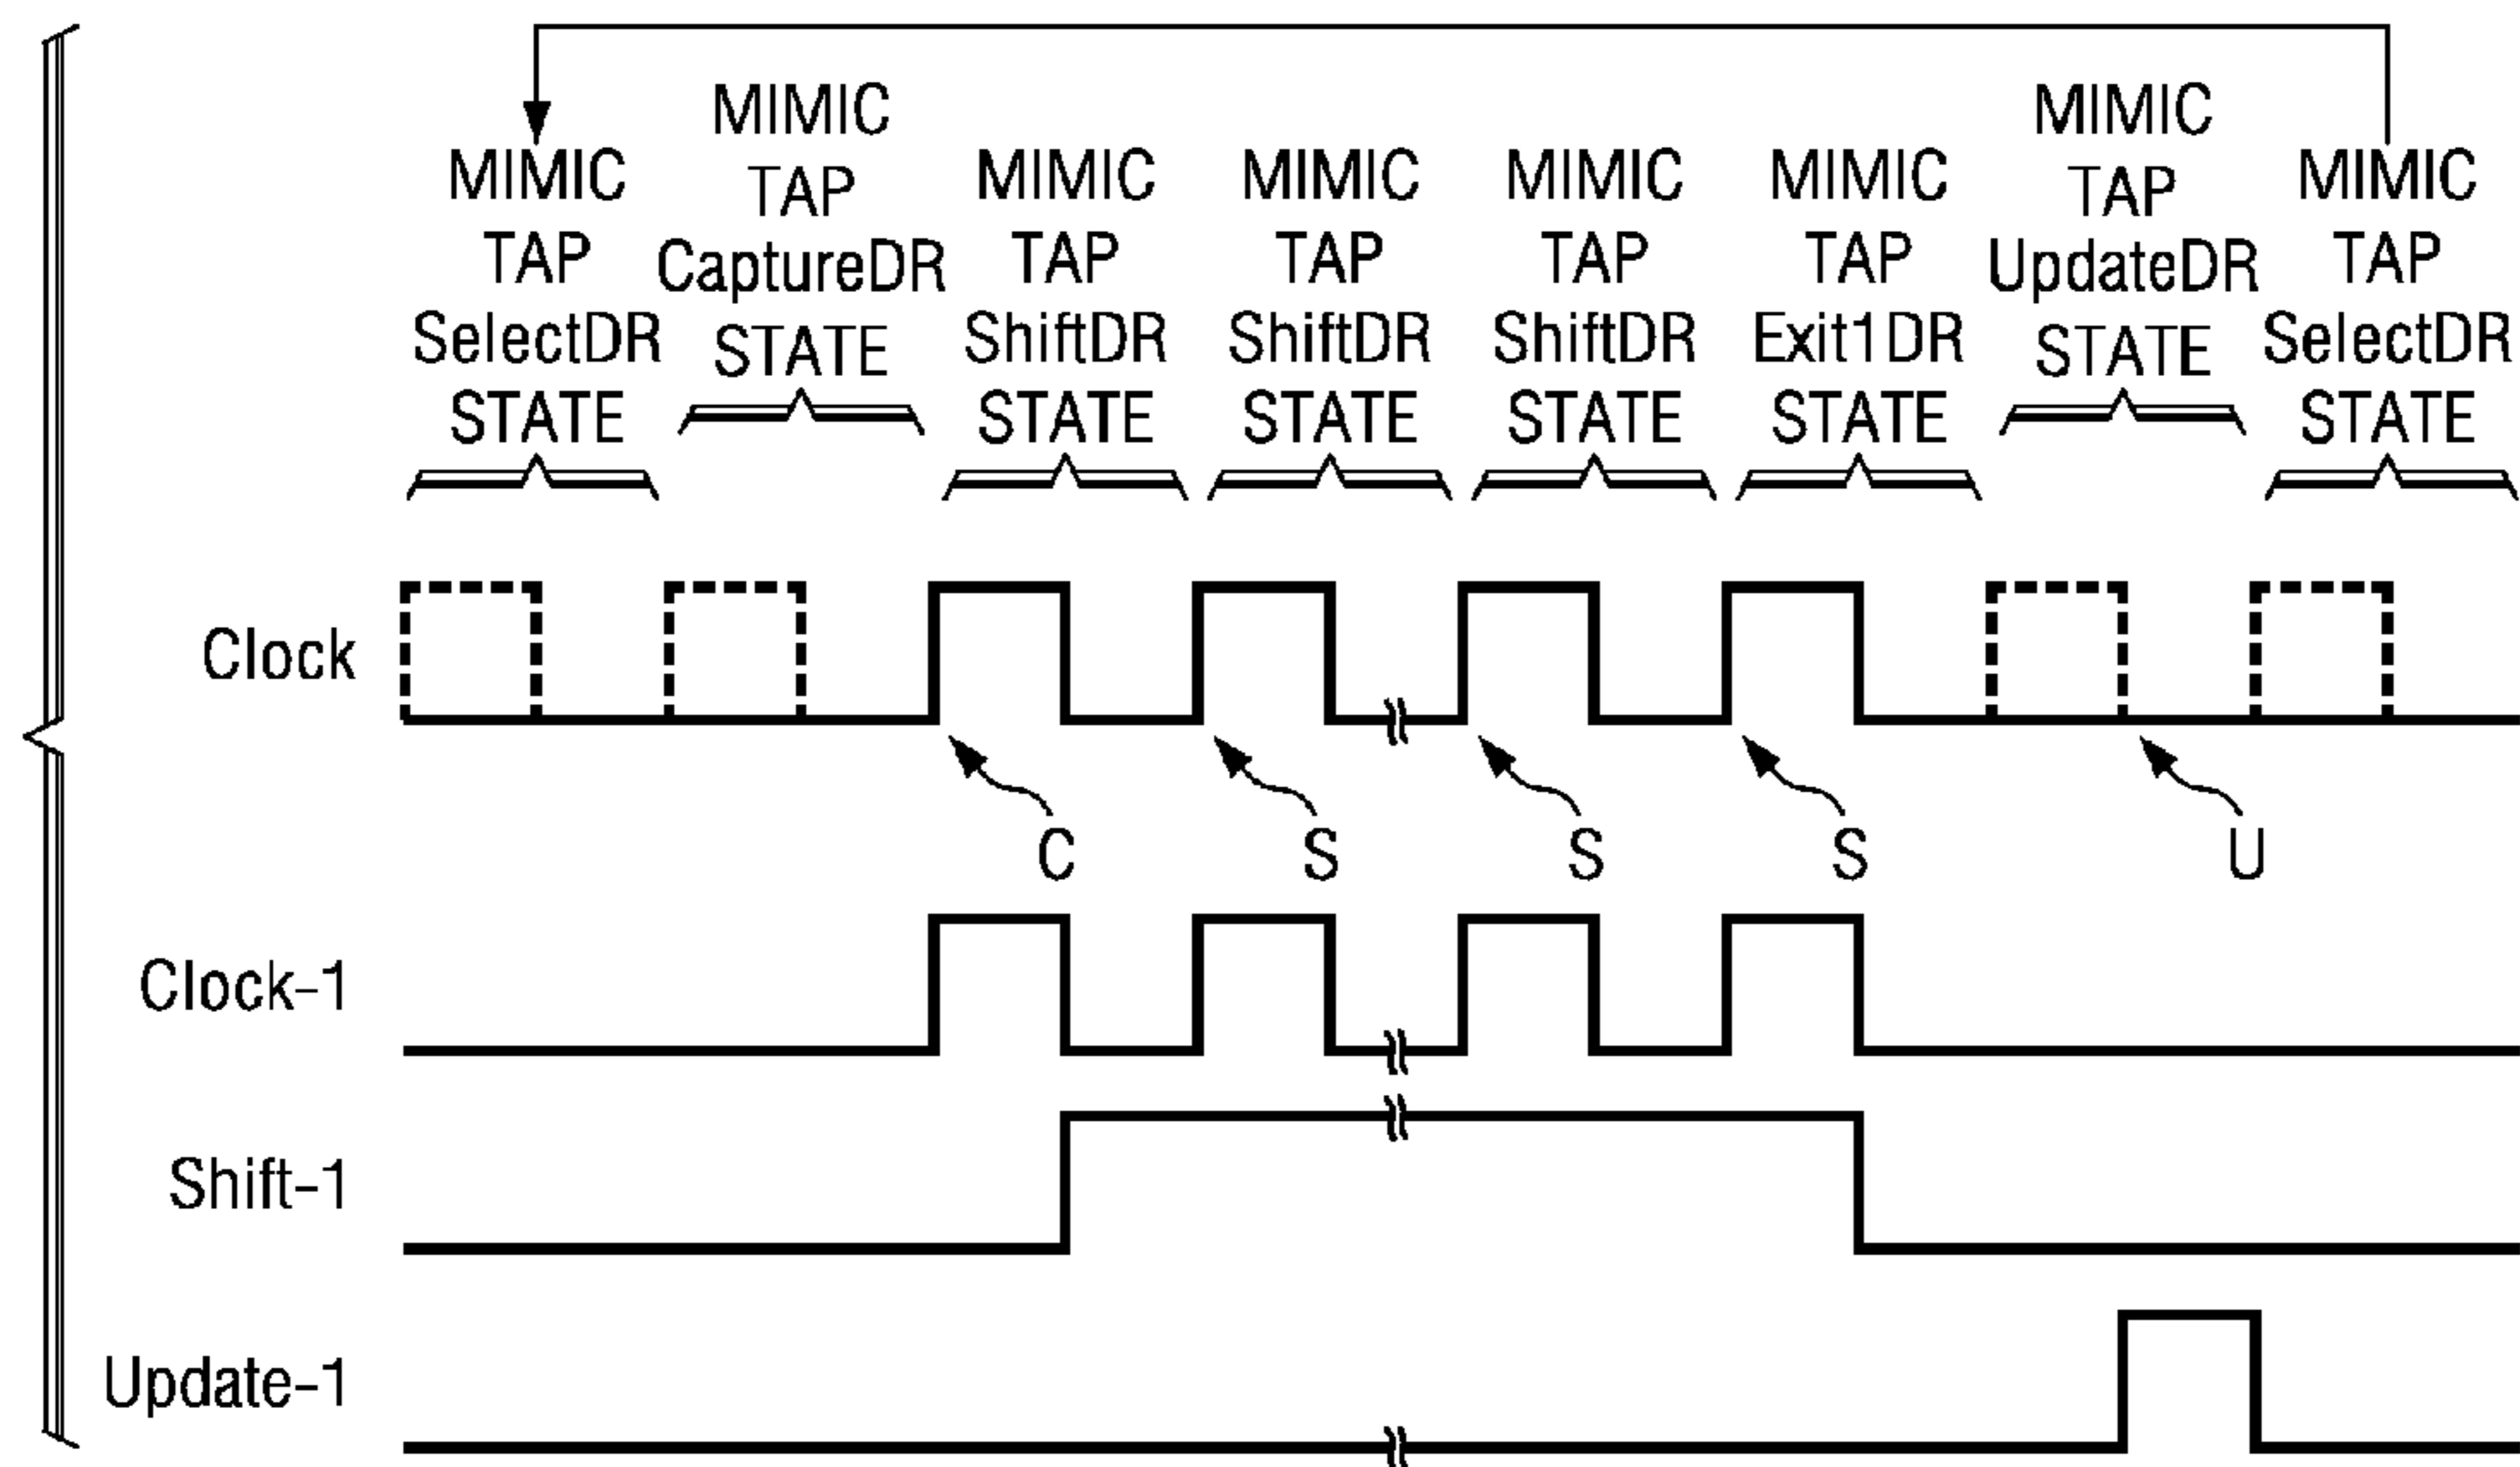 MIMIC
TAP
SelectDR
STATE
MIMIC
TAP
CaptureDR
STATE
MIMIC
TAP
ShiftDR
STATE
MIMIC
TAP
ShiftDR
STATE
MIMIC
TAP
ShiftDR
STATE
MIMIC
TAP
Exit1DR
STATE
MIMIC
TAP
UpdateDR
STATE
MIMIC
TAP
SelectDR
STATE
Clock
C
S
S
S
U
Clock-1
Shift-1
Update-1